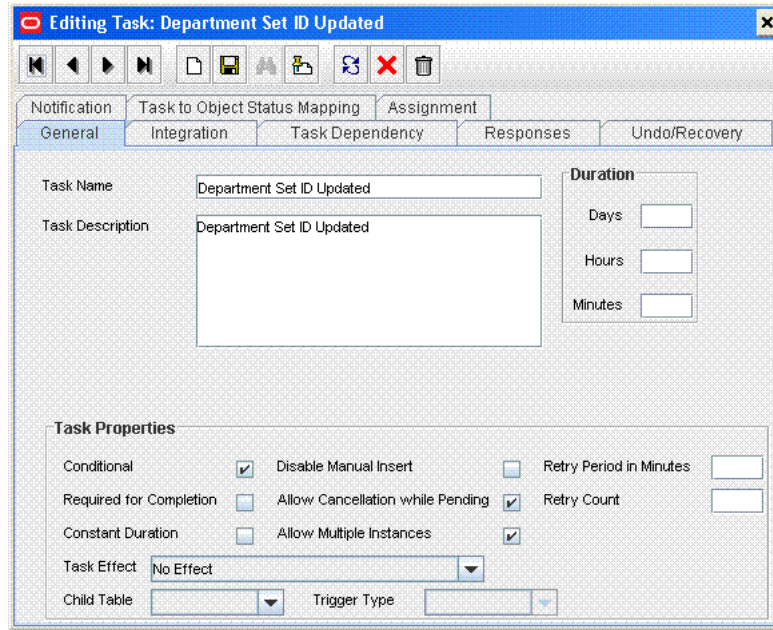 Editing Task: Department Set ID Updated
Notification Task to Object Status Mapping Assignment
General Integration Task Dependency Responses Undo/Recovery
Task Name Department Set ID Updated
Duration
Task Description Department Set ID Updated
Days
Hours
Minutes
Task Properties
Conditional Disable Manual Insert Retry Period in Minutes
Required for Completion Allow Cancellation while Pending Retry Count
Constant Duration Allow Multiple Instances
Task Effect No Effect
Child Table Trigger Type